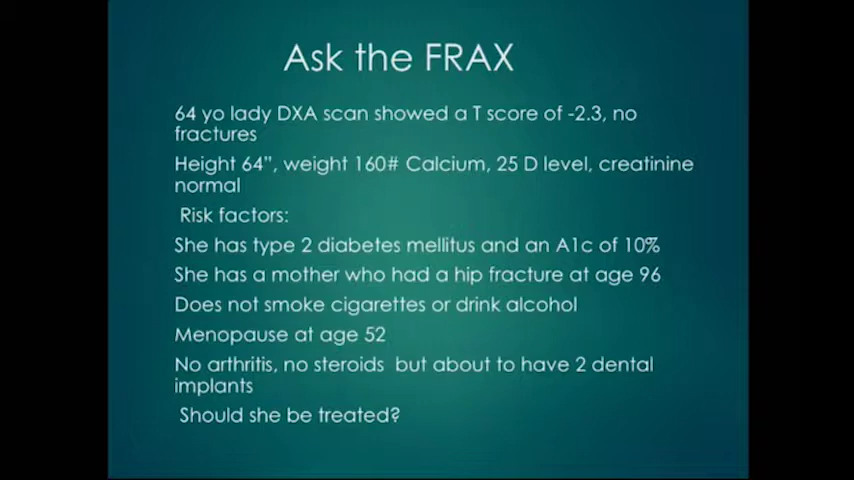 Ask the FRAX
64 yo lady DXA scan showed a T score of -2.3, no
fractures
Height 64”, weight 160# Calcium, 25 D level, creatinine
normal
Risk factors:
She has type 2 diabetes mellitus and an A1c of 10%
She has a mother who had a hip fracture at age 96
Does not smoke cigarettes or drink alcohol
Menopause at age 52
No arthritis, no steroids but about to have 2 dental
implants
Should she be treated?